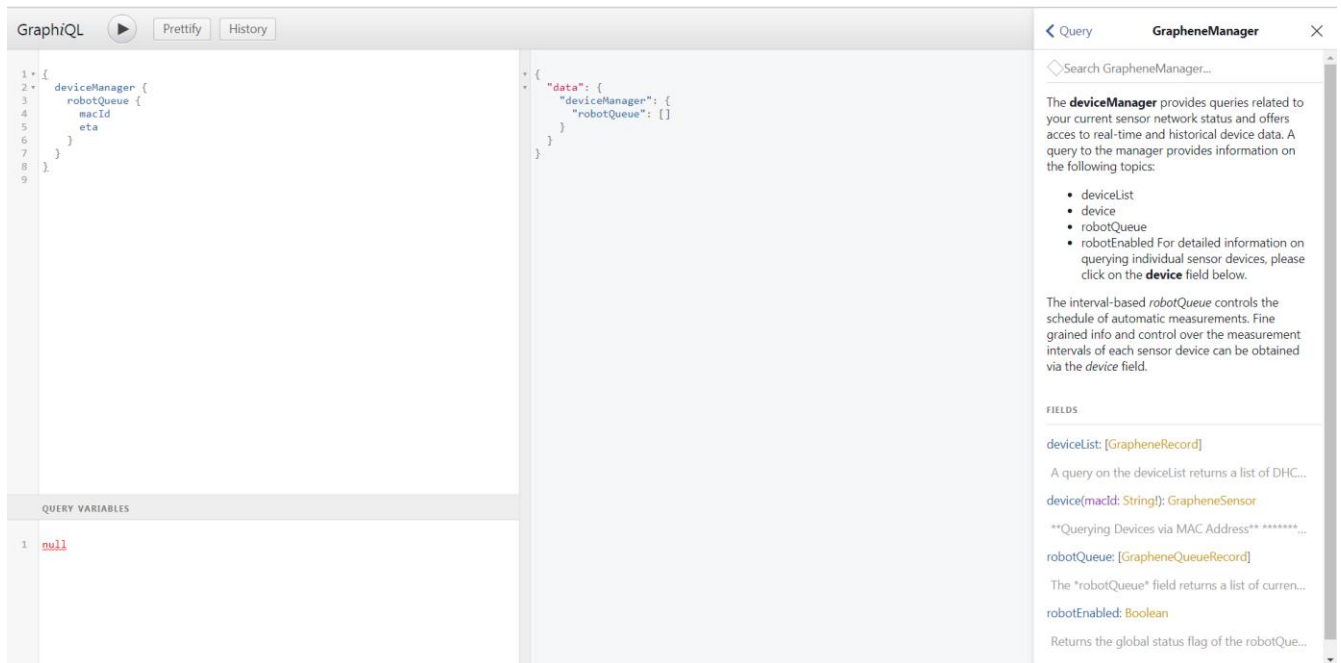 GraphiQL Prettify History
1 {
2 deviceManager {
3 robotQueue {
4 macId
5 eta
6 }
7 }
8 }
9
QUERY VARIABLES
1 null
{
"data": {
"deviceManager": {
"robotQueue": []
}
}
}
Query GrapheneManager
Search GrapheneManager...
The deviceManager provides queries related to
your current sensor network status and offers
acces to real-time and historical device data. A
query to the manager provides information on
the following topics:
• deviceList
• device
• robotQueue
• robotEnabled For detailed information on
querying individual sensor devices, please
click on the device field below.
The interval-based robotQueue controls the
schedule of automatic measurements. Fine
grained info and control over the measurement
intervals of each sensor device can be obtained
via the device field.
FIELDS
deviceList: [GrapheneRecord]
A query on the deviceList returns a list of DHC...
device(macId: String!): GrapheneSensor
**Querying Devices via MAC Address** *******...
robotQueue: [GrapheneQueueRecord]
The *robotQueue* field returns a list of curren...
robotEnabled: Boolean
Returns the global status flag of the robotQue...